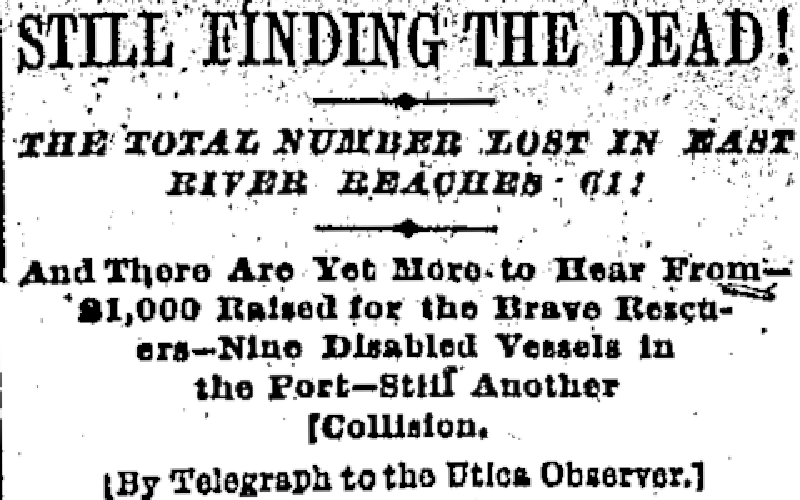 STILL FINDING THE DEAD!
THE TOTAL NUMBER LOST IN EAST
RIVER REACHES 61!
And There Are Yet More to Hear From—
$1,000 Raised for the Brave Rescu-
ers—Nine Disabled Vessels in
the Port—Still Another
[Collision.
[By Telegraph to the Utica Observer.]